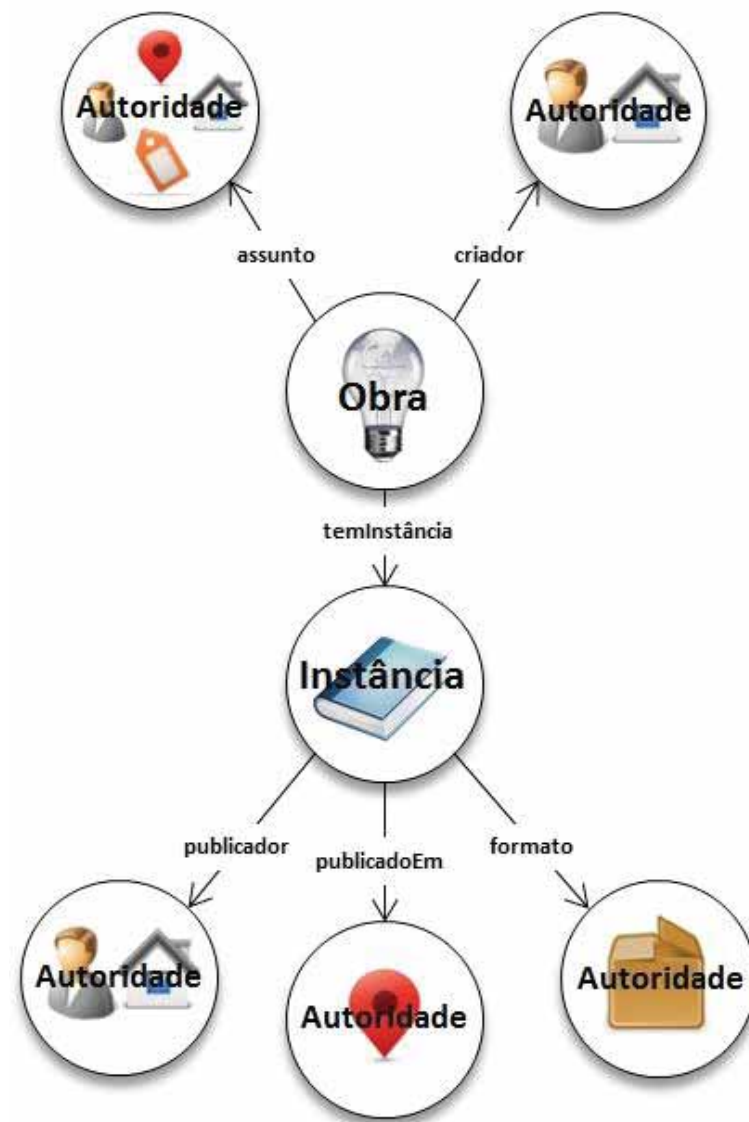 Autoridade
Autoridade
assunto
criador
Obra
temInstância
Instância
publicador
publicadoEm
formato
Autoridade
Autoridade
Autoridade